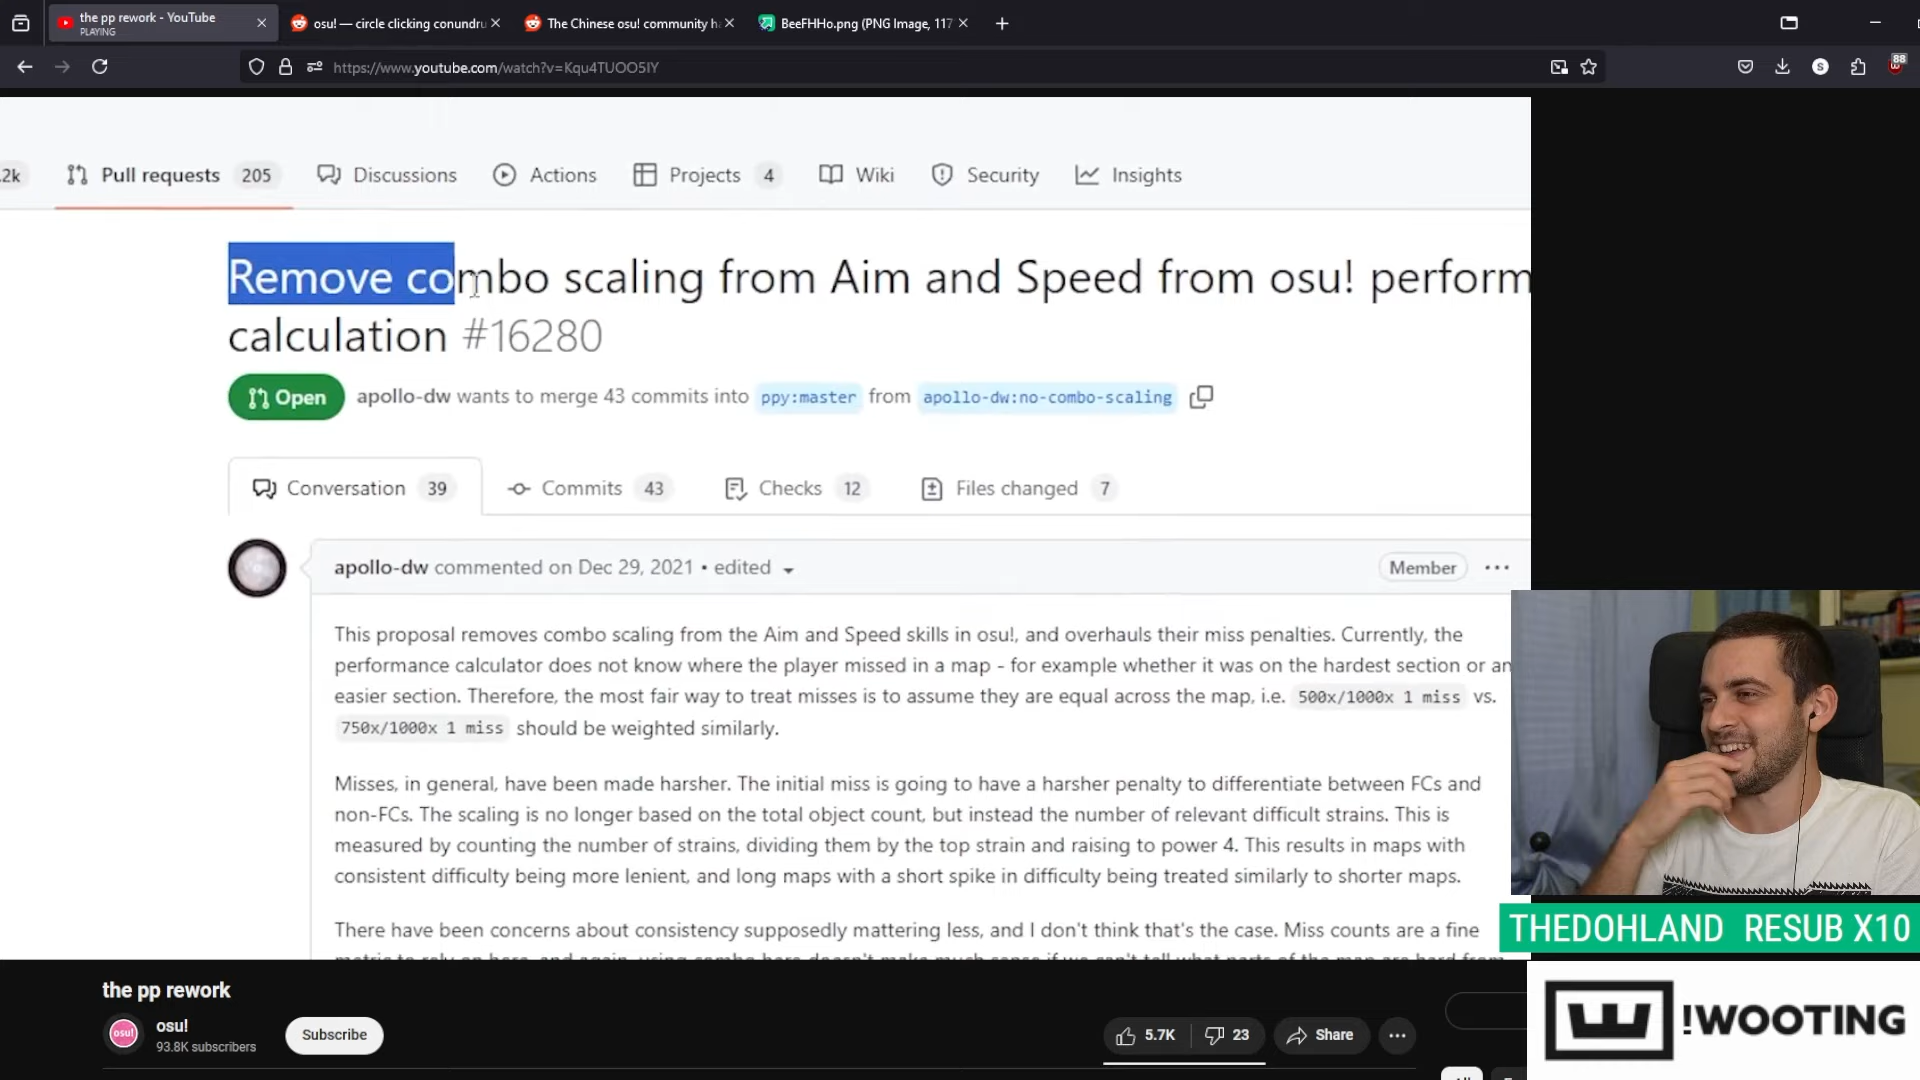 the pp rework - YouTube
PLAYING
osu! — circle clicking conundru
The Chinese osu! community h
BeeFHHo.png (PNG Image, 117
https://www.youtube.com/watch?v=Kqu4TUOO5IY
88
S
.2k
Pull requests 205
Discussions
Actions
Projects 4
Wiki
Security
Insights
Remove combo scaling from Aim and Speed from osu! perform
calculation #16280
Open
apollo-dw wants to merge 43 commits into ppy:master from apollo-dw:no-combo-scaling
Conversation 39
Commits 43
Checks 12
Files changed 7
apollo-dw commented on Dec 29, 2021 • edited
Member
This proposal removes combo scaling from the Aim and Speed skills in osu!, and overhauls their miss penalties. Currently, the
performance calculator does not know where the player missed in a map - for example whether it was on the hardest section or an
easier section. Therefore, the most fair way to treat misses is to assume they are equal across the map, i.e. 500x/1000x 1 miss vs.
750x/1000x 1 miss should be weighted similarly.
Misses, in general, have been made harsher. The initial miss is going to have a harsher penalty to differentiate between FCs and
non-FCs. The scaling is no longer based on the total object count, but instead the number of relevant difficult strains. This is
measured by counting the number of strains, dividing them by the top strain and raising to power 4. This results in maps with
consistent difficulty being more lenient, and long maps with a short spike in difficulty being treated similarly to shorter maps.
There have been concerns about consistency supposedly mattering less, and I don't think that's the case. Miss counts are a fine
THEDOHLAND RESUB X10
the pp rework
osu!
osu!
93.8K subscribers
Subscribe
5.7K
23
Share
!WOOTING